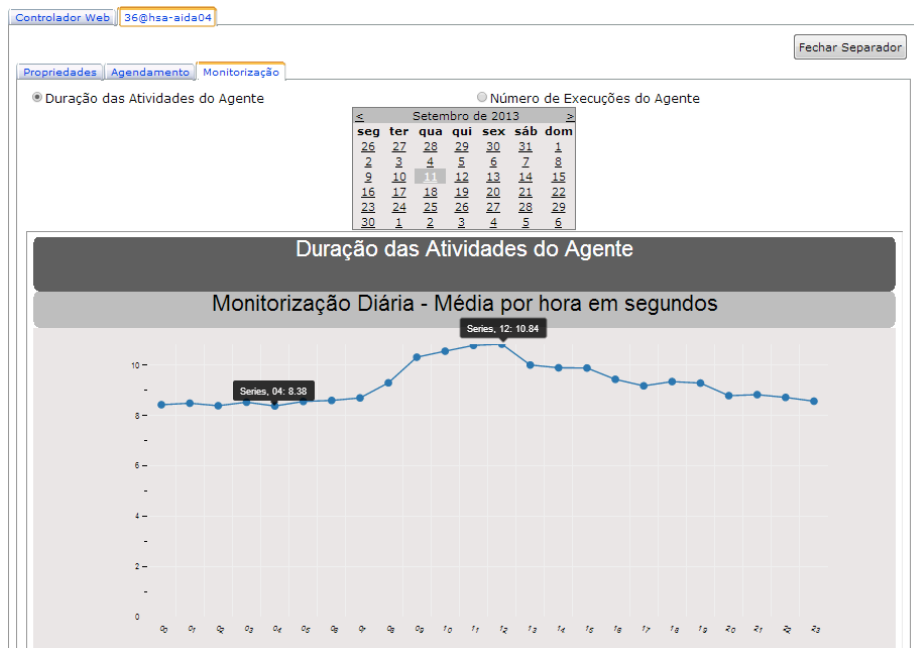 Controlador Web 36@hsa-aida04
Fechar Separador
Propriedades Agendamento Monitorização
Duração das Atividades do Agente Número de Execuções do Agente
< Setembro de 2013 >
seg ter qua qui sex sáb dom
26 27 28 29 30 31 1
2 3 4 5 6 7 8
9 10 11 12 13 14 15
16 17 18 19 20 21 22
23 24 25 26 27 28 29
30 1 2 3 4 5 6
Duração das Atividades do Agente
Monitorização Diária - Média por hora em segundos
Series, 12: 10.84
Series, 04: 8.38
10
8
6
4
2
0
00 01 02 03 04 05 06 07 08 09 10 11 12 13 14 15 16 17 18 19 20 21 22 23